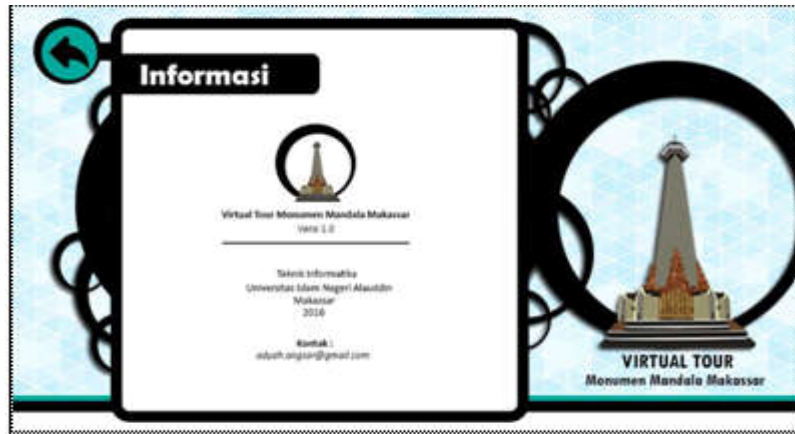 Informasi
Virtual Tour Monumen Mandala Makassar
Versi 1.0
Teknik Informatika
Universitas Islam Negeri Alauddin
Makassar
Kontak :
VIRTUAL TOUR
Monumen Mandala Makassar